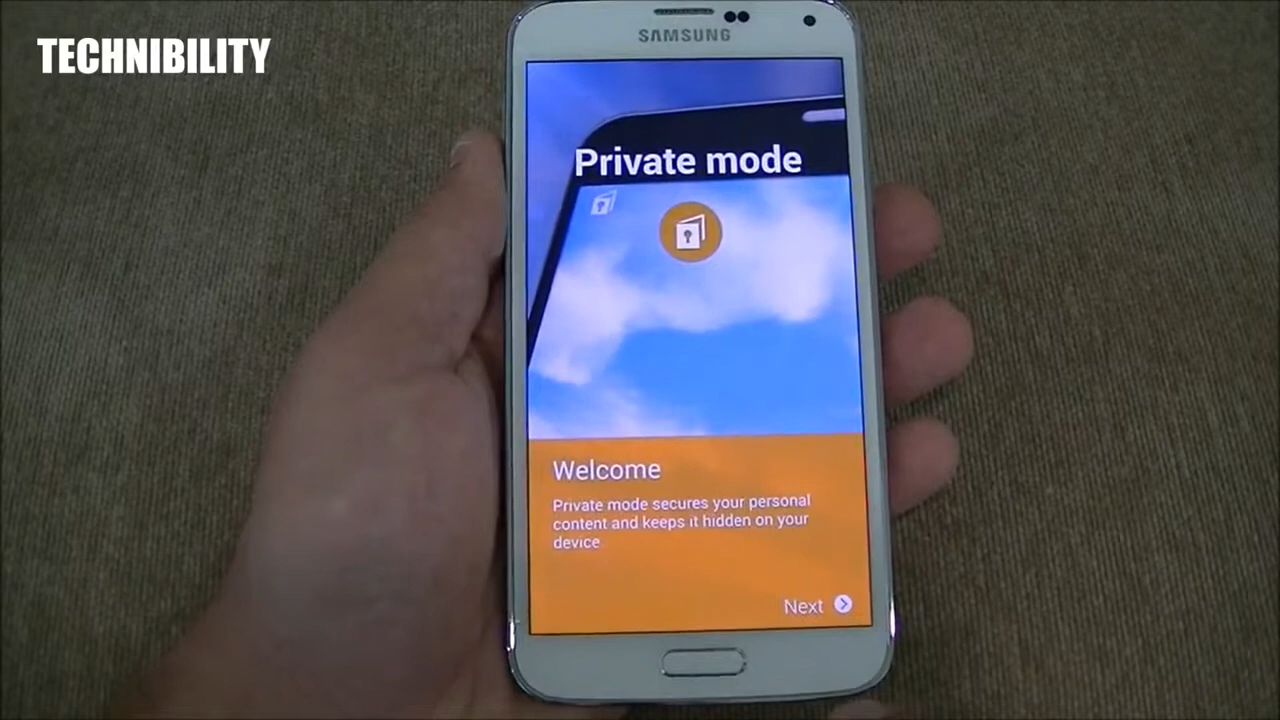 TECHNIBILITY
SAMSUNG
Private mode
Welcome
Private mode secures your personal
content and keeps it hidden on your
device.
Next